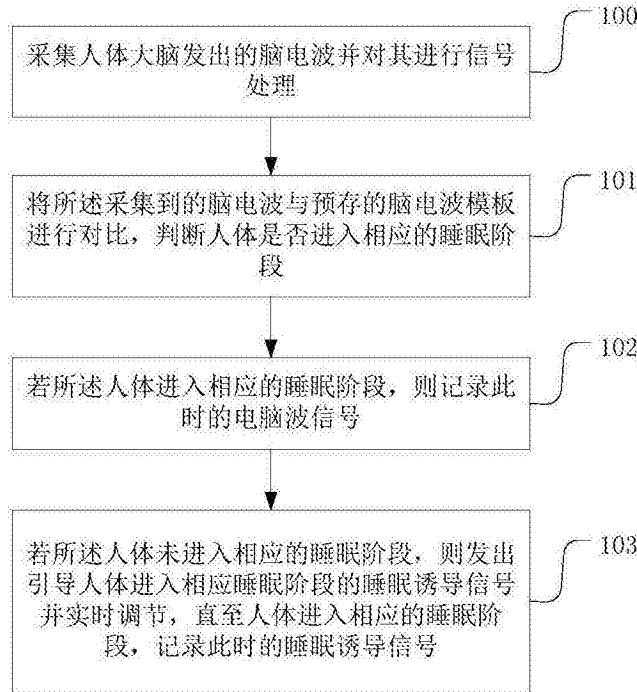 采集人体大脑发出的脑电波并对其进行信号
处理
100
将所述采集到的脑电波与预存的脑电波模板
进行对比，判断人体是否进入相应的睡眠阶
段
101
若所述人体进入相应的睡眠阶段，则记录此
时的电脑波信号
102
若所述人体未进入相应的睡眠阶段，则发出
引导人体进入相应睡眠阶段的睡眠诱导信号
并实时调节，直至人体进入相应的睡眠阶
段，记录此时的睡眠诱导信号
103